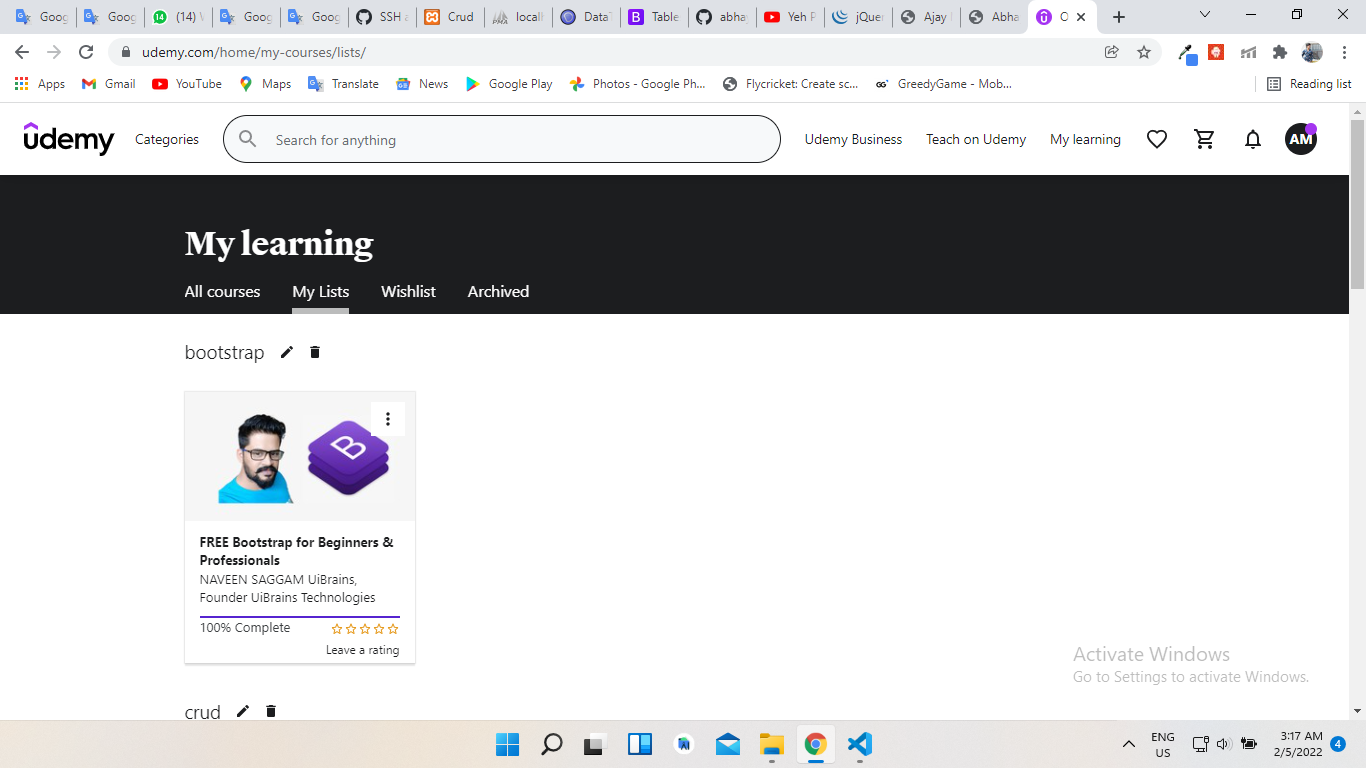 Goog
Goog
(14) V
Goog
Goog
SSH a
Crud
locall
DataT
Table
abhay
Yeh P
jQuer
Ajay
Abha
O
udemy.com/home/my-courses/lists/
Apps
Gmail
YouTube
Maps
Translate
News
Google Play
Photos - Google Ph...
Flycricket: Create sc...
GreedyGame - Mob...
Reading list
udemy
Categories
Search for anything
Udemy Business
Teach on Udemy
My learning
AM
My learning
All courses
My Lists
Wishlist
Archived
bootstrap
B
FREE Bootstrap for Beginners &
Professionals
NAVEEN SAGGAM UiBrains,
Founder UiBrains Technologies
100% Complete
Leave a rating
crud
Activate Windows
Go to Settings to activate Windows.
ENG
US
3:17 AM
2/5/2022
4